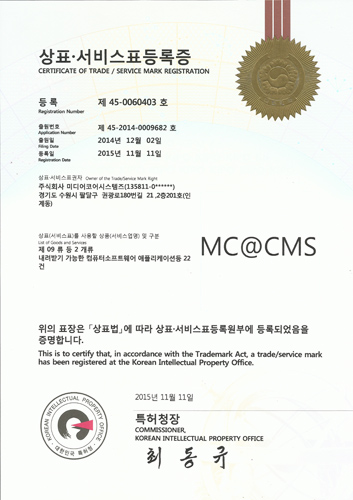 상표·서비스표등록증
CERTIFICATE OF TRADE / SERVICE MARK REGISTRATION
등록 제 45-0060403 호
Registration Number
출원번호 제 45-2014-0009682 호
Application Number
출원일 2014년 12월 02일
Filing Date
등록일 2015년 11월 11일
Registration Date
상표·서비스표권자 Owner of the Trade/Service Mark Right
주식회사 미디어코어시스템즈(135811-0******)
경기도 수원시 팔달구 권광로180번길 21 ,2층201호(인
계동)
상표(서비스표)를 사용할 상품(서비스업명) 및 구분
List of Goods and Services
제 09 류 등 2 개류
내려받기 가능한 컴퓨터소프트웨어 애플리케이션등 22
건
MC@CMS
위의 표장은 「상표법」에 따라 상표·서비스표등록원부에 등록되었음을
증명합니다.
This is to certify that, in accordance with the Trademark Act, a trade/service mark
has been registered at the Korean Intellectual Property Office.
2015년 11월 11일
특허청장
COMMISSIONER,
KOREAN INTELLECTUAL PROPERTY OFFICE
최동규
KOREAN INTELLECTUAL PROPERTY OFFICE
대한민국 특허청